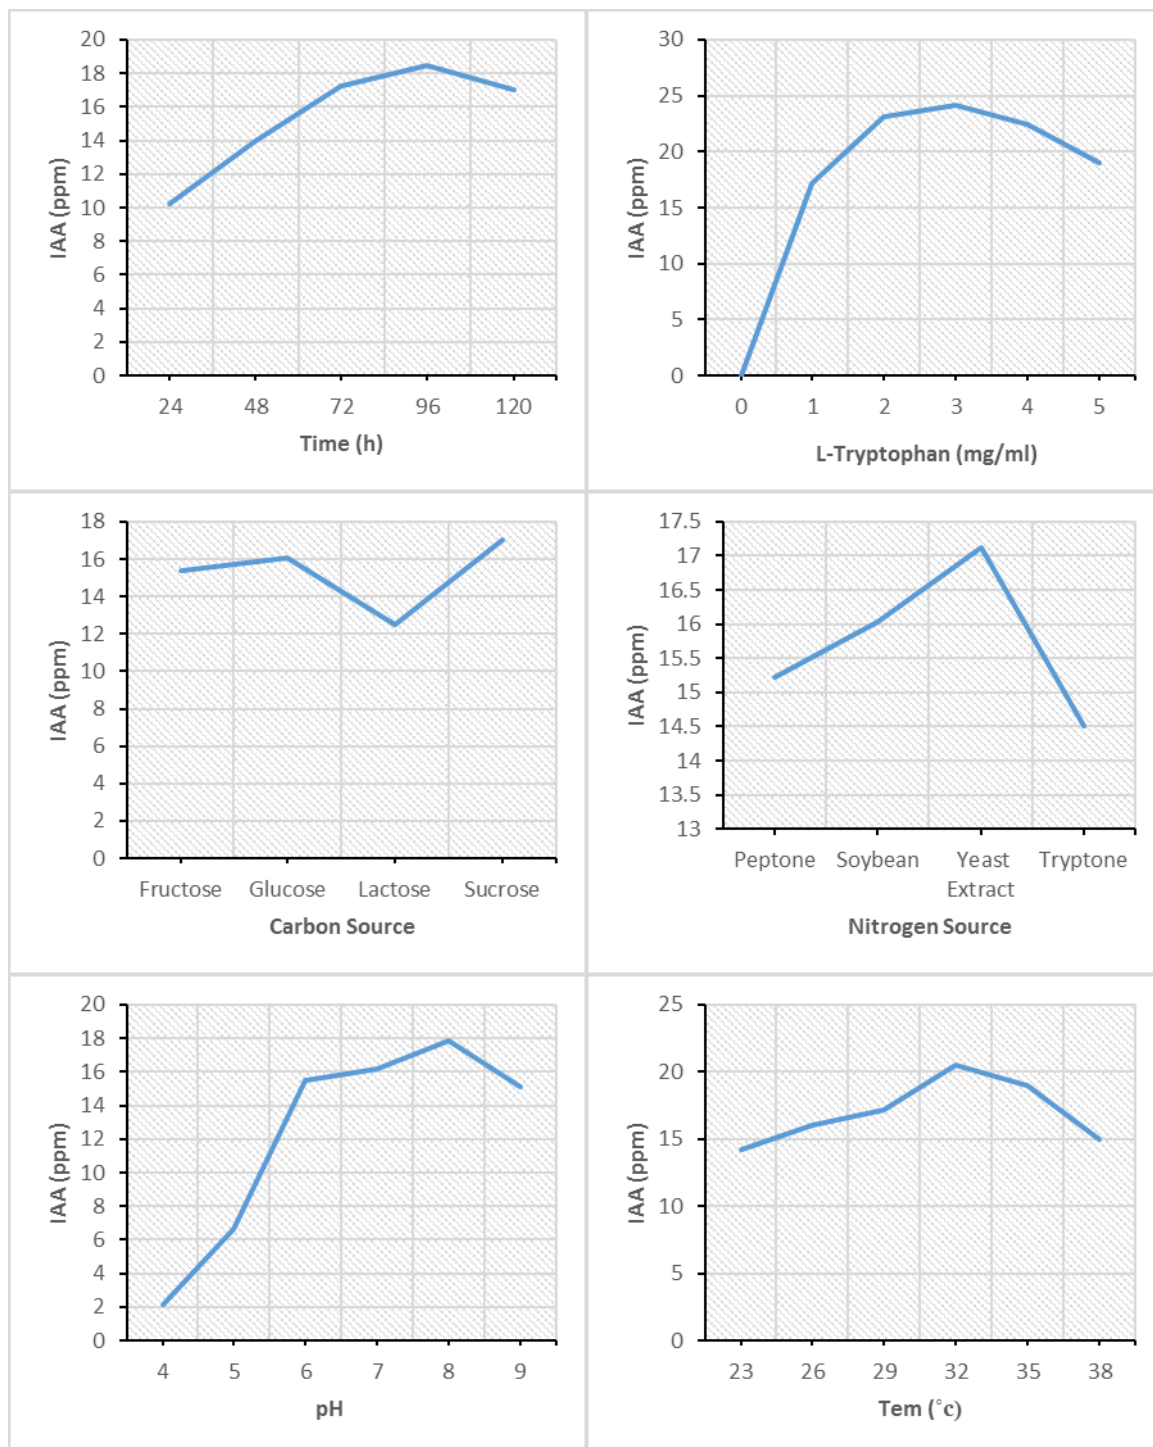 20
18
16
14
12
10
8
6
4
2
0
IAA (ppm)
24 48 72 96 120
Time (h)
30
25
20
15
10
5
0
IAA (ppm)
0 1 2 3 4 5
L-Tryptophan (mg/ml)
18
16
14
12
10
8
6
4
2
0
IAA (ppm)
Fructose Glucose Lactose Sucrose
Carbon Source
17.5
17
16.5
16
15.5
15
14.5
14
13.5
13
IAA (ppm)
Peptone Soybean Yeast Tryptone
Extract
Nitrogen Source
20
18
16
14
12
10
8
6
4
2
0
IAA (ppm)
4 5 6 7 8 9
pH
25
20
15
10
5
0
IAA (ppm)
23 26 29 32 35 38
Tem (˚c)